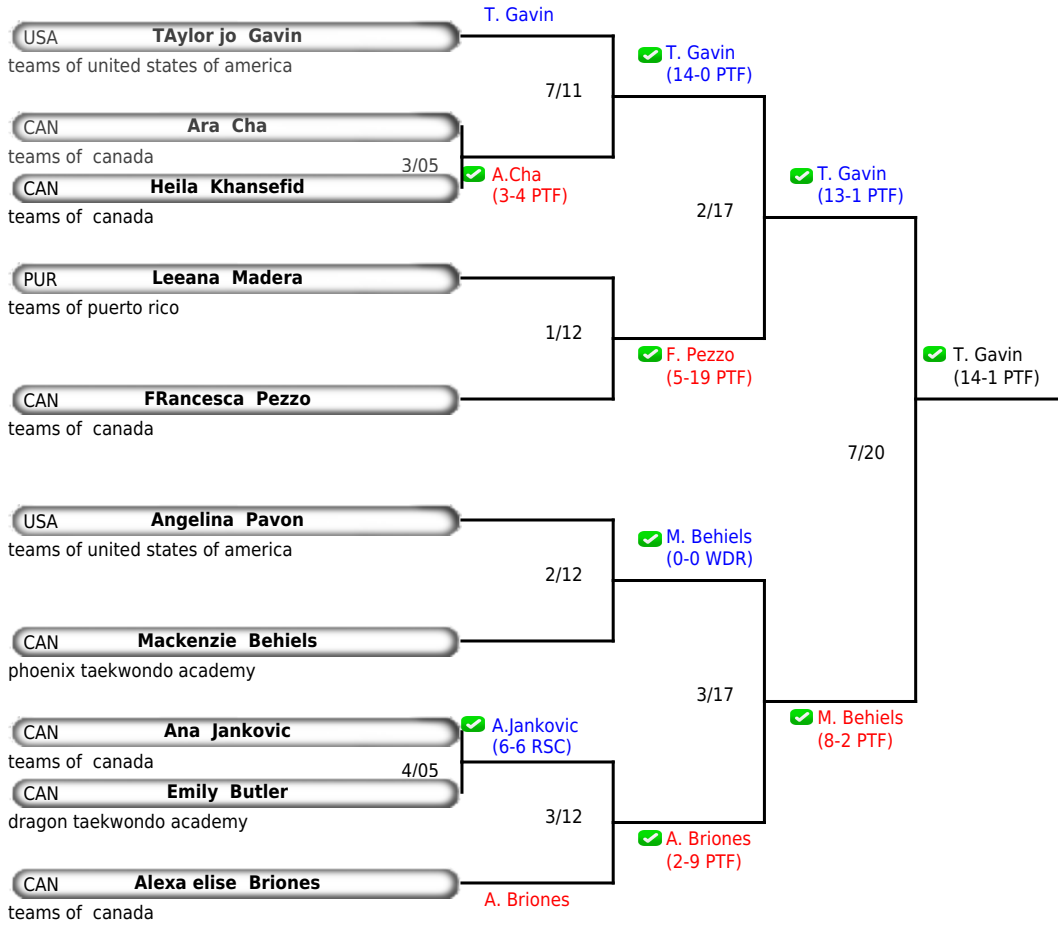 T. Gavin
USA TAylor jo Gavin
teams of united states of america
T. Gavin
(14-0 PTF)
7/11
CAN Ara Cha
teams of canada
3/05
A.Cha
(3-4 PTF)
CAN Heila Khansefid
teams of canada
T. Gavin
(13-1 PTF)
2/17
PUR Leeana Madera
teams of puerto rico
1/12
F. Pezzo
(5-19 PTF)
T. Gavin
(14-1 PTF)
CAN FRancesca Pezzo
teams of canada
7/20
USA Angelina Pavon
teams of united states of america
M. Behiels
(0-0 WDR)
2/12
CAN Mackenzie Behiels
phoenix taekwondo academy
3/17
M. Behiels
(8-2 PTF)
CAN Ana Jankovic
teams of canada
A.Jankovic
(6-6 RSC)
4/05
CAN Emily Butler
dragon taekwondo academy
3/12
A. Briones
(2-9 PTF)
CAN Alexa elise Briones
teams of canada
A. Briones